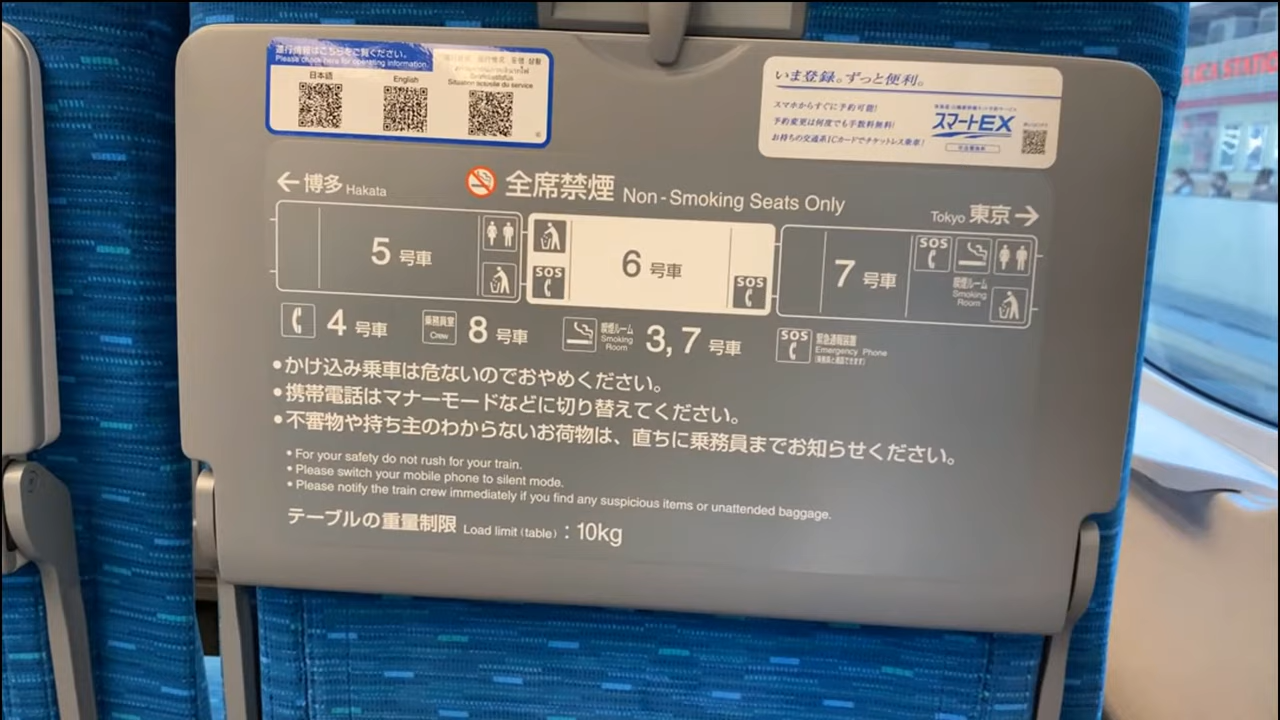 運行情報はこちらをご覧ください。
Please check here for operating information.
日本語
English
Situation actuelle du service
いま登録。ずっと便利。
スマホからすぐに予約可能!
予約変更は何度でも手数料無料!
お持ちの交通系ICカードでチケットレス乗車!
スマートEX
←博多 Hakata
全席禁煙 Non-Smoking Seats Only
Tokyo 東京→
5 号車
SOS
6 号車
SOS
7 号車
SOS
喫煙ルーム
Smoking
Room
4 号車
乗務員室
Crew
8 号車
喫煙ルーム
Smoking
Room
3, 7 号車
SOS
緊急通報装置
Emergency Phone
(乗務員と通話できます)
•かけ込み乗車は危ないのでおやめください。
•携帯電話はマナーモードなどに切り替えてください。
•不審物や持ち主のわからないお荷物は、直ちに乗務員までお知らせください。
• For your safety do not rush for your train.
• Please switch your mobile phone to silent mode.
• Please notify the train crew immediately if you find any suspicious items or unattended baggage.
テーブルの重量制限 Load limit (table) : 10kg